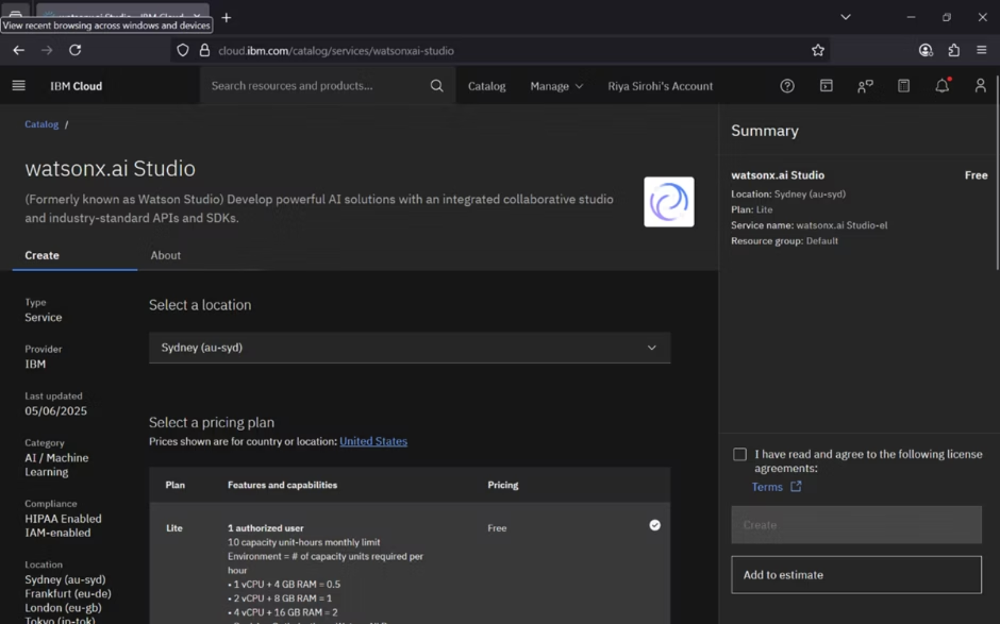 watsonx.ai Studio - IBM Cloud
View recent browsing across windows and devices
cloud.ibm.com/catalog/services/watsonxai-studio
IBM Cloud
Search resources and products...
Catalog
Manage
Riya Sirohi's Account
Catalog /
watsonx.ai Studio
(Formerly known as Watson Studio) Develop powerful AI solutions with an integrated collaborative studio
and industry-standard APIs and SDKs.
Create
About
Type
Service
Provider
IBM
Last updated
05/06/2025
Category
AI / Machine
Learning
Compliance
HIPAA Enabled
IAM-enabled
Location
Sydney (au-syd)
Frankfurt (eu-de)
London (eu-gb)
Tokyo (jp-tok)
Select a location
Sydney (au-syd)
Select a pricing plan
Prices shown are for country or location: United States
Plan
Features and capabilities
Pricing
Lite
1 authorized user
Free
10 capacity unit-hours monthly limit
Environment = # of capacity units required per
hour
• 1 vCPU + 4 GB RAM = 0.5
• 2 vCPU + 8 GB RAM = 1
• 4 vCPU + 16 GB RAM = 2
Summary
watsonx.ai Studio
Free
Location: Sydney (au-syd)
Plan: Lite
Service name: watsonx.ai Studio-el
Resource group: Default
I have read and agree to the following license
agreements:
Terms
Create
Add to estimate